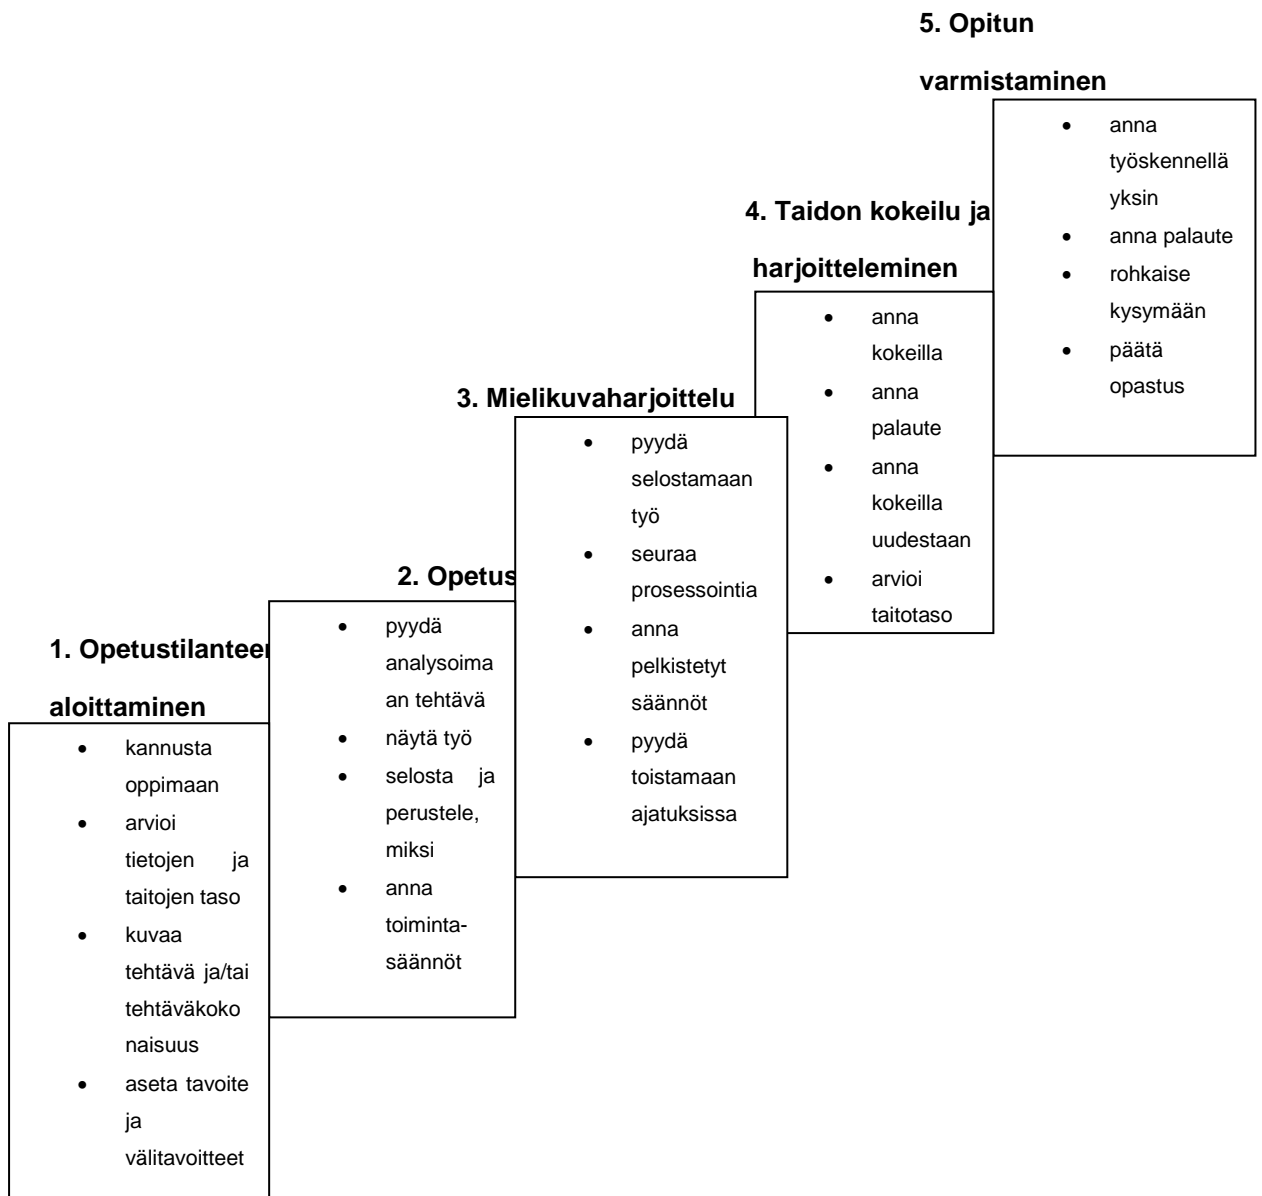 5. Opitun
varmistaminen
• anna
työskennellä
yksin
• anna palaute
• rohkaise
kysymään
• päätä
opastus
4. Taidon kokeilu ja
harjoitteleminen
• anna
kokeilla
• anna
palaute
• anna
kokeilla
uudestaan
• arvioi
taitotaso
3. Mielikuvaharjoittelu
• pyydä
selostamaan
työ
• seuraa
prosessointia
• anna
pelkistetyt
säännöt
• pyydä
toistamaan
ajatuksissa
2. Opetus
• pyydä
analysoima
an tehtävä
• näytä työ
• selosta ja
perustele,
miksi
• anna
toiminta-
säännöt
1. Opetustilanteen
aloittaminen
• kannusta
oppimaan
• arvioi
tietojen ja
taitojen taso
• kuvaa
tehtävä ja/tai
tehtäväkoko
naisuus
• aseta tavoite
ja
välitavoitteet